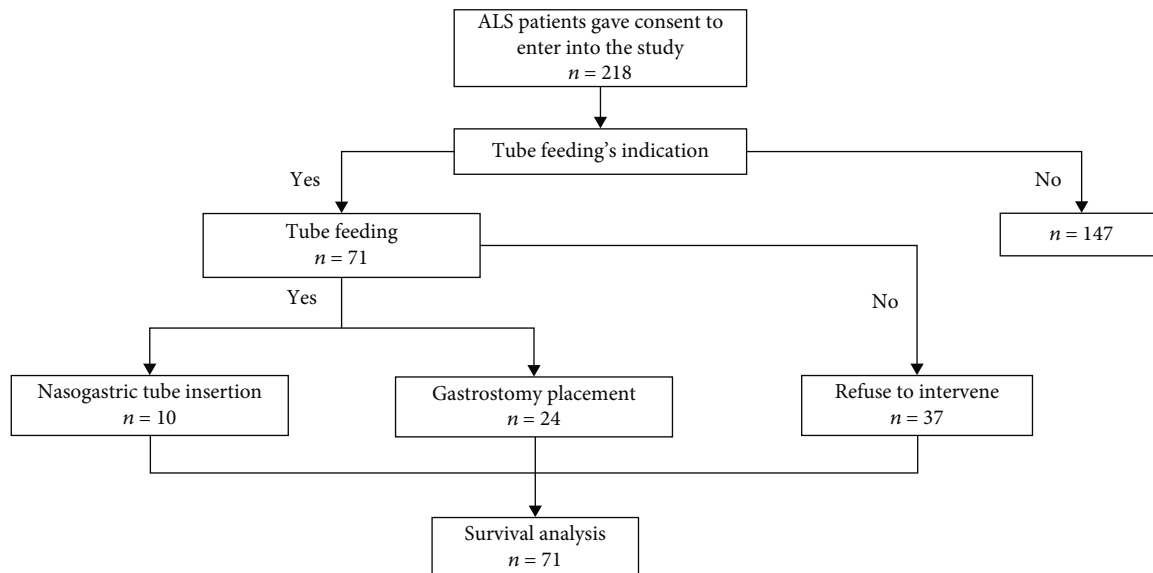 ALS patients gave consent to
enter into the study
n = 218
Tube feeding's indication
Yes
No
Tube feeding
n = 71
n = 147
Yes
No
Nasogastric tube insertion
n = 10
Gastrostomy placement
n = 24
Refuse to intervene
n = 37
Survival analysis
n = 71